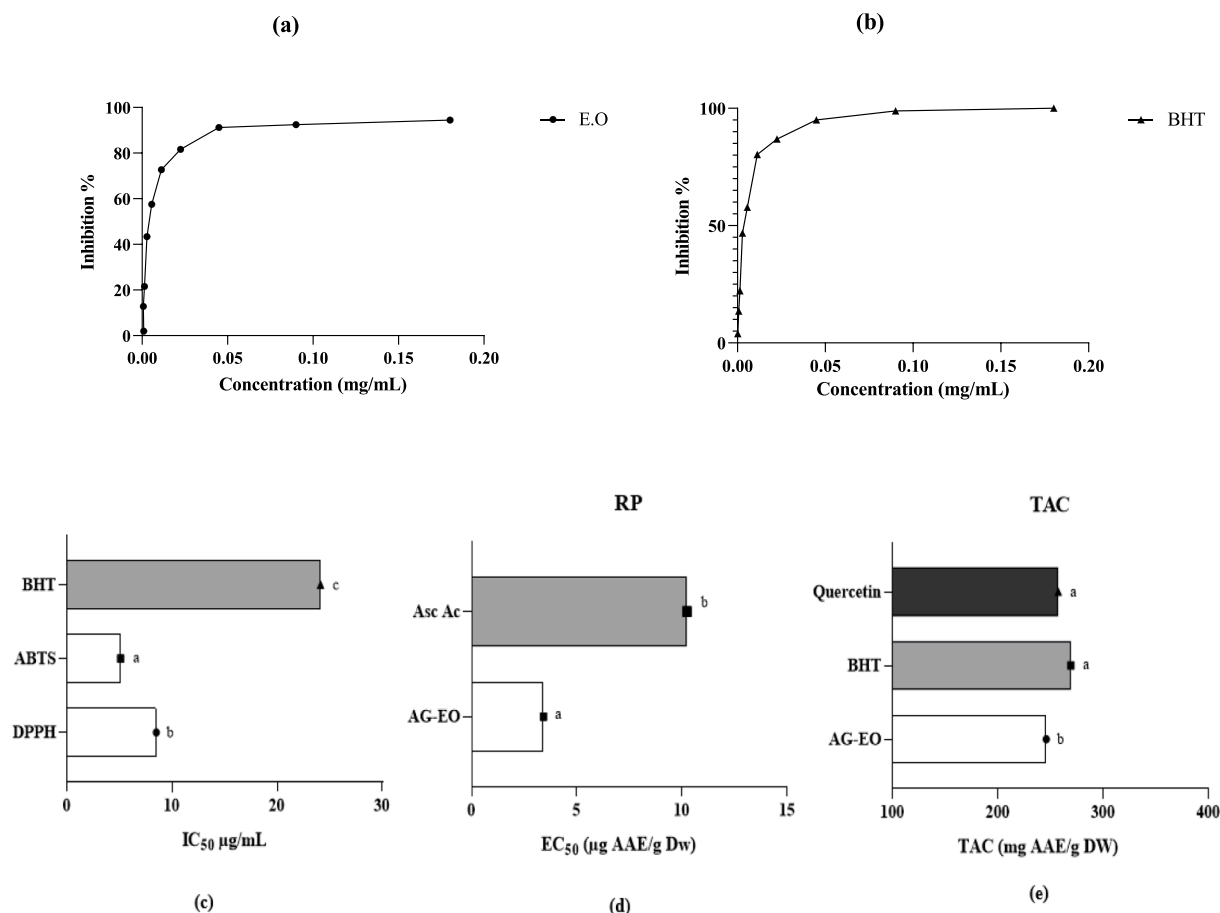 (a)
(b)
100
80
60
40
20
0
Inhibition %
0.00 0.05 0.10 0.15 0.20
Concentration (mg/mL)
E.O
100
50
0
Inhibition %
0.00 0.05 0.10 0.15 0.20
Concentration (mg/mL)
BHT
BHT
ABTS
DPPH
c
a
b
0 10 20 30
IC50 µg/mL
(c)
RP
Asc Ac
AG-EO
b
a
0 5 10 15
EC50 (µg AAE/g Dw)
(d)
TAC
Quercetin
BHT
AG-EO
a
a
b
100 200 300 400
TAC (mg AAE/g DW)
(e)